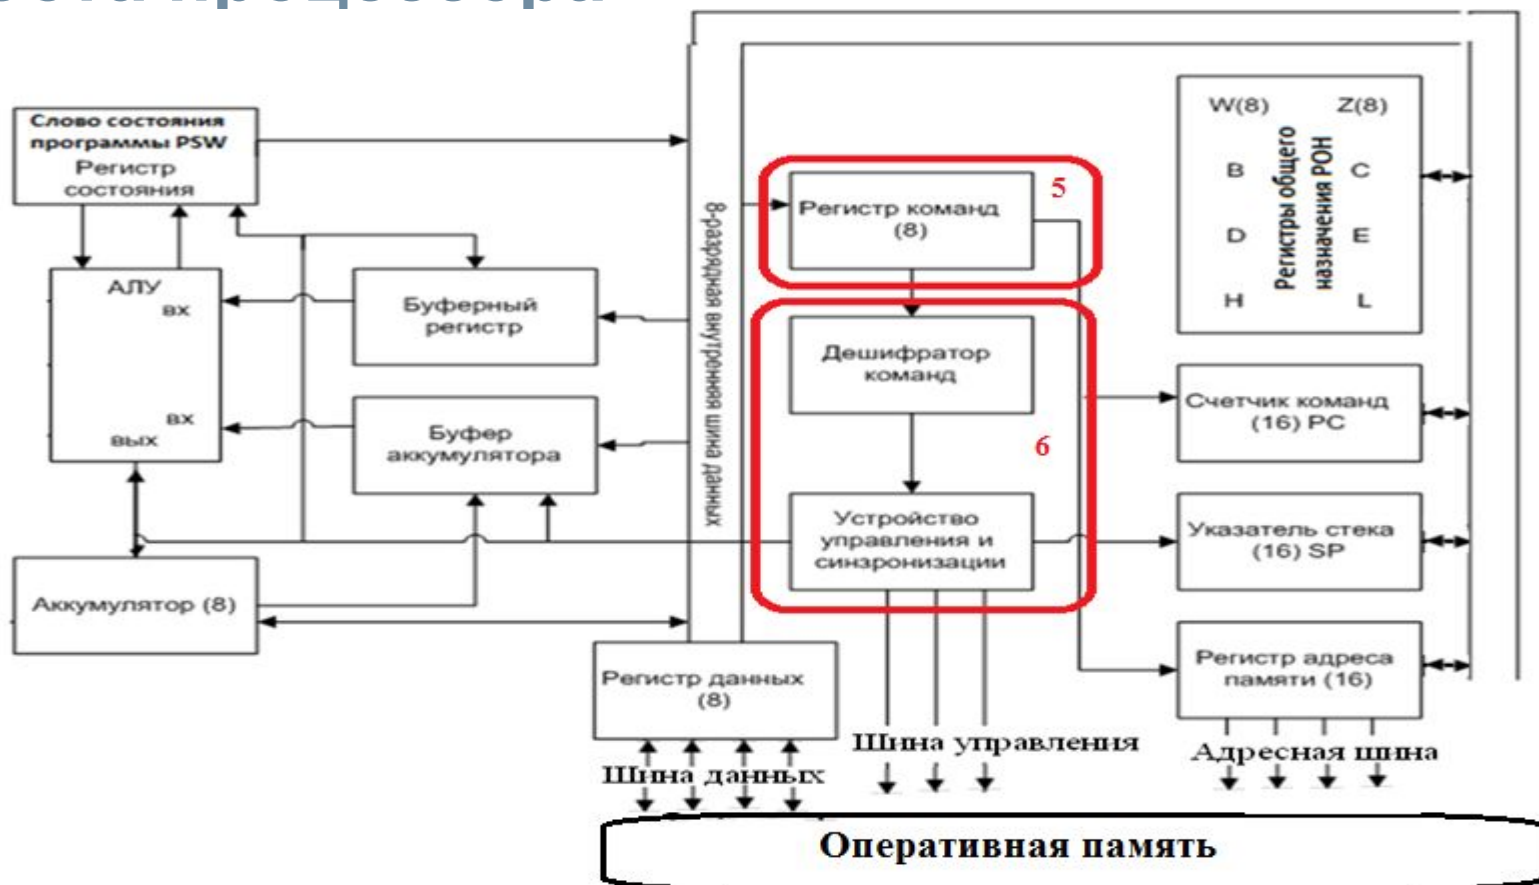 Слово состояния
программы PSW
Регистр
состояния
АЛУ
вх
вх
вых
Буферный
регистр
Буфер
аккумулятора
Аккумулятор (8)
8-разрядная внутренняя шина данных
Регистр данных
(8)
Шина данных
5
Регистр команд
(8)
Дешифратор
команд
6
Устройство
управления и
синзронизации
Шина управления
W(8) Z(8)
B C
D E
H L
Регистры общего
назначения РОН
Счетчик команд
(16) PC
Указатель стека
(16) SP
Регистр адреса
памяти (16)
Адресная шина
Оперативная память